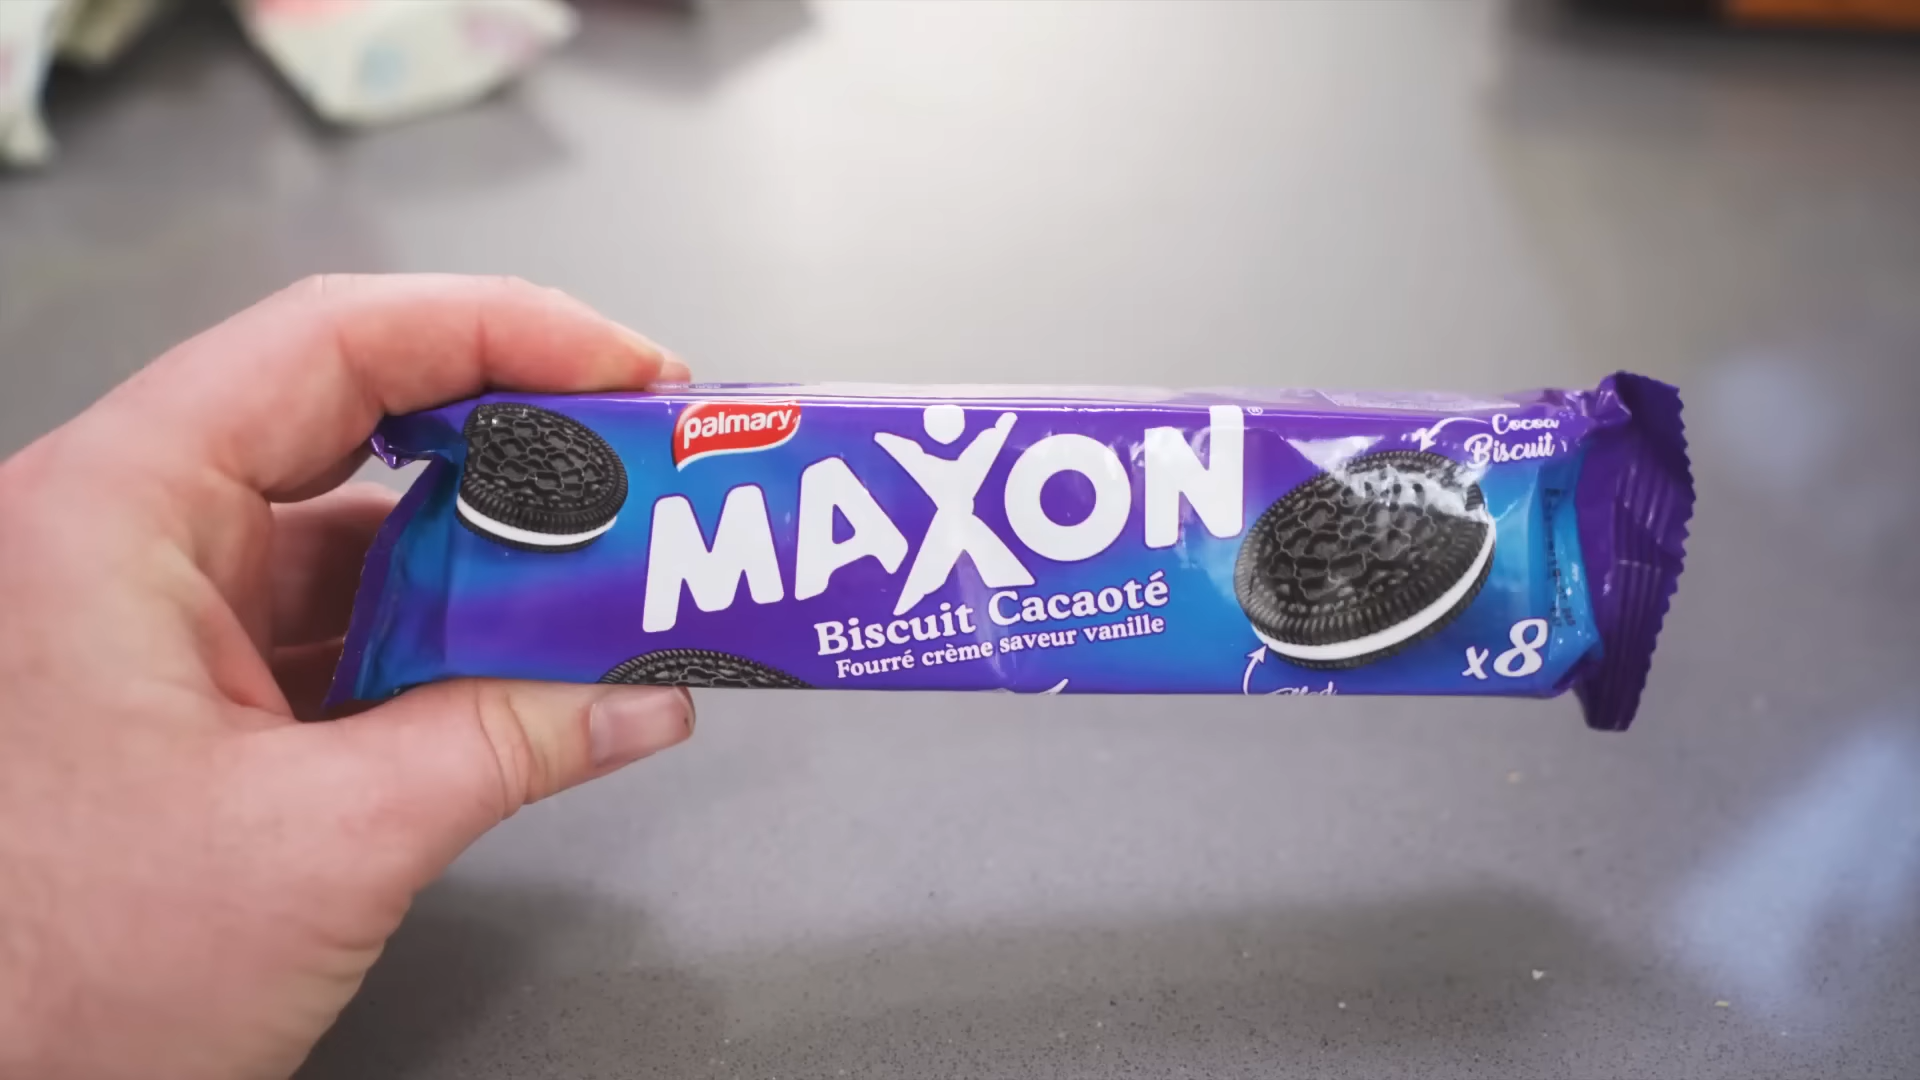 palmary
MAXON
Biscuit Cacaoté
Fourré crème saveur vanille
Cocoa
Biscuit
x8